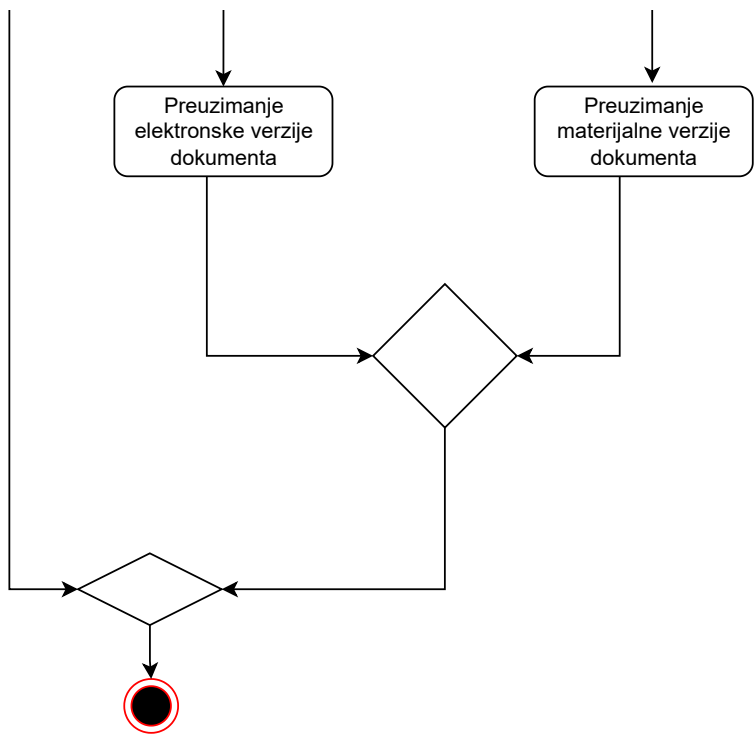 Preuzimanje
elektronske verzije
dokumenta
Preuzimanje
materijalne verzije
dokumenta